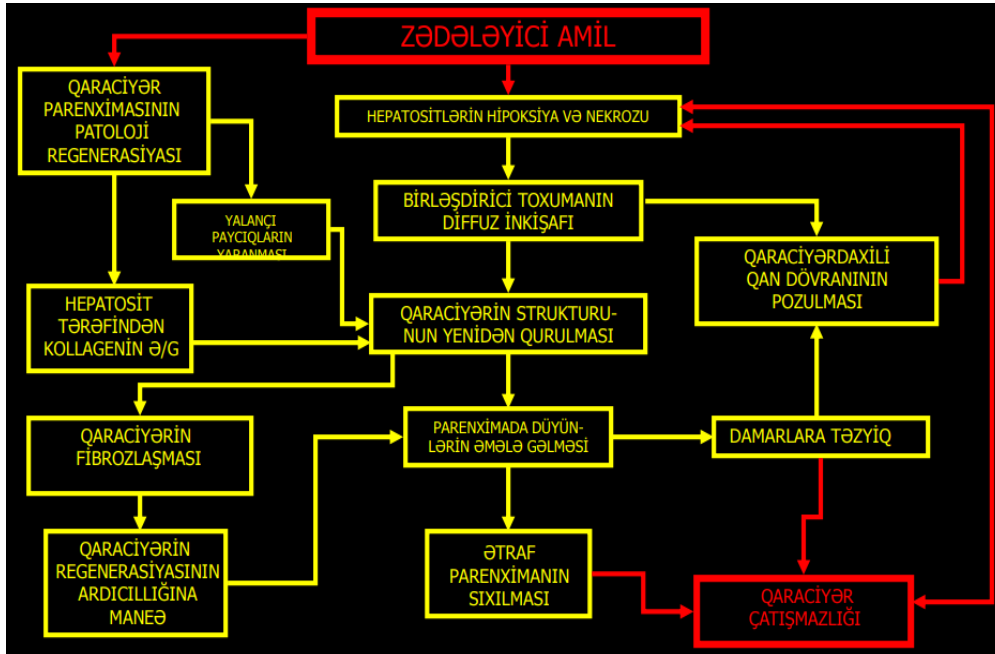 ZƏDƏLƏYİCİ AMİL
QARACİYƏR
PARENXİMASININ
PATOLOJİ
REGENERASİYASI
HEPATOSİTLƏRİN HİPOKSİYA VƏ NEKROZU
BİRLƏŞDİRİCİ TOXUMANIN
DİFFUZ İNKİŞAFI
YALANÇI
PAYCIQLARIN
YARANMASI
QARACİYƏRDAXİLİ
QAN DÖVRANININ
POZULMASI
HEPATOSİT
TƏRƏFİNDƏN
KOLLAGENİN Ə/G
QARACİYƏRİN STRUKTURU-
NUN YENİDƏN QURULMASI
QARACİYƏRİN
FİBROZLAŞMASI
PARENXİMADA DÜYÜN-
LƏRİN ƏMƏLƏ GƏLMƏSİ
DAMARLARA TƏZYİQ
QARACİYƏRİN
REGENERASİYASININ
ARDICILLIĞINA
MANEƏ
ƏTRAF
PARENXİMANIN
SIXILMASI
QARACİYƏR
ÇATIŞMAZLIĞI